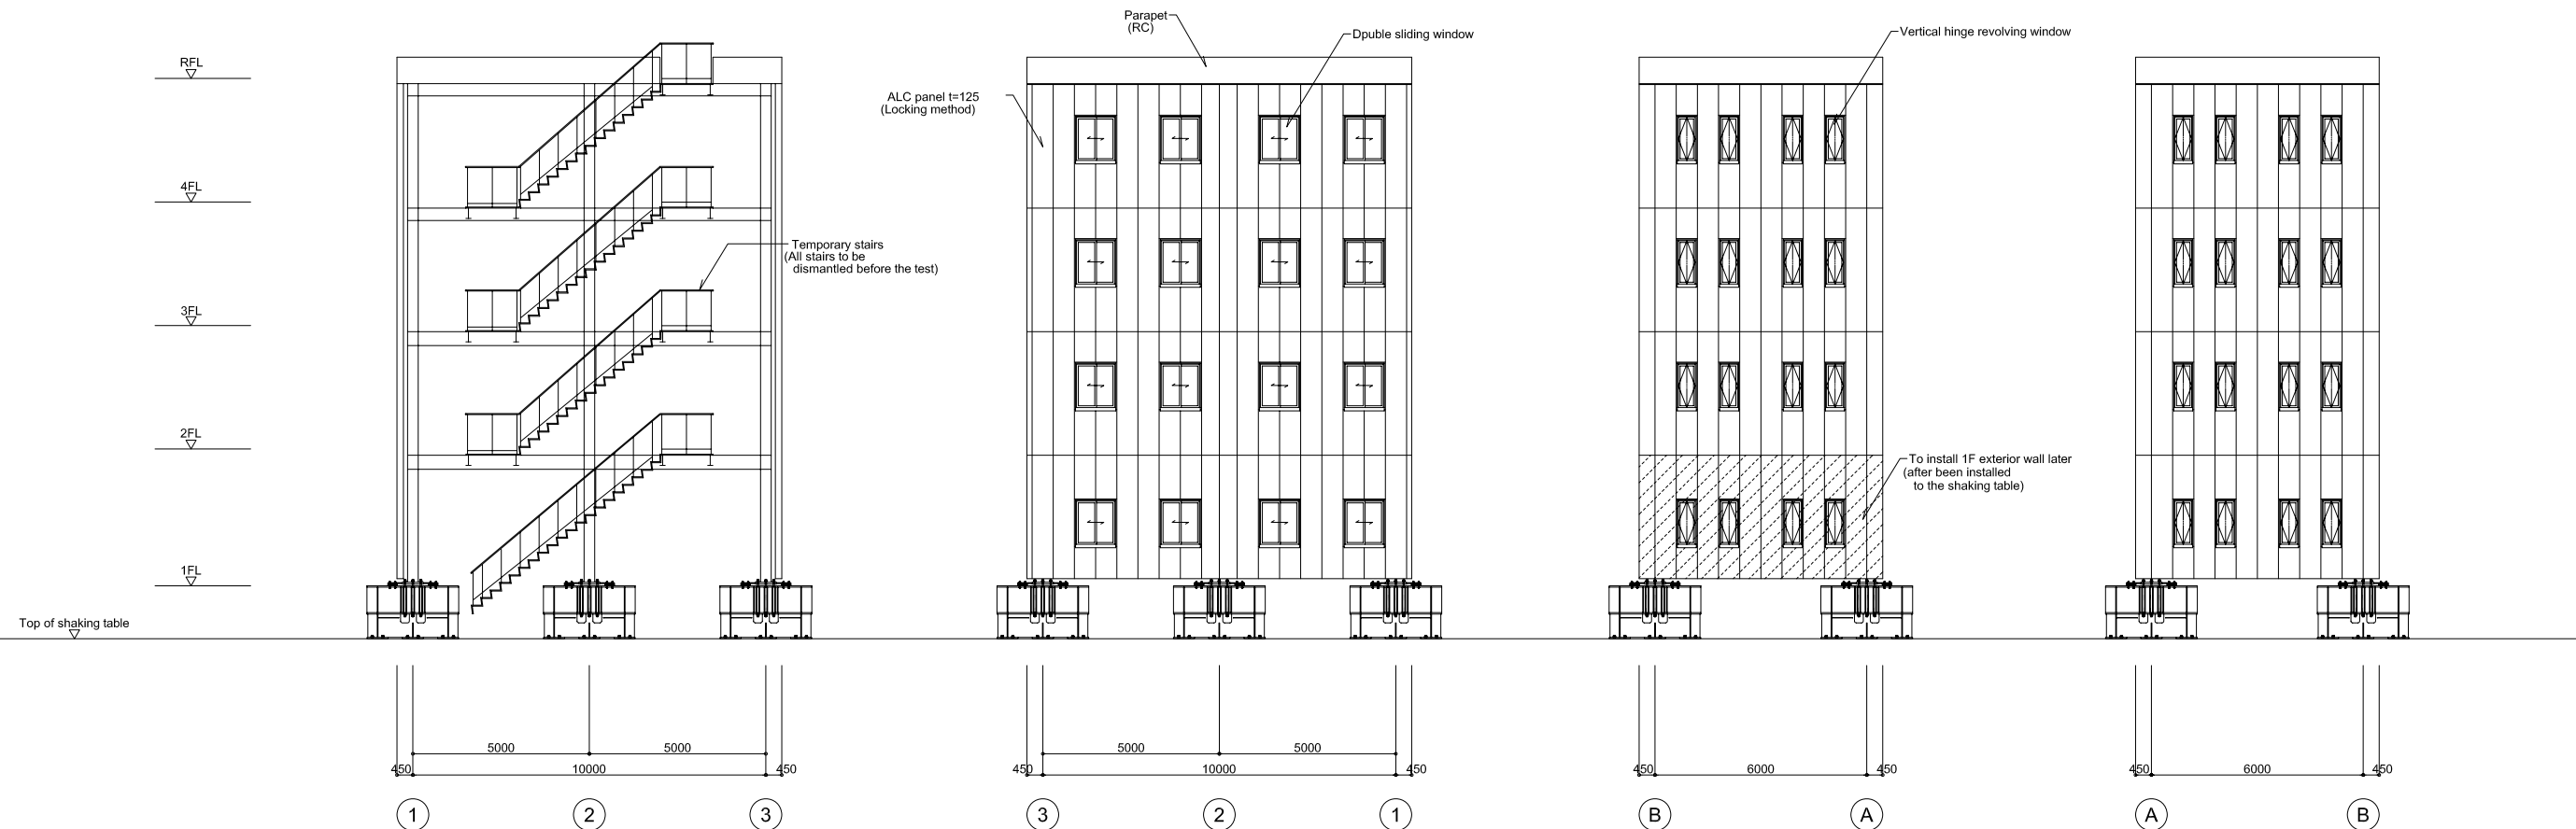 Parapet
(RC)
Dpuble sliding window
Vertical hinge revolving window
RFL
ALC panel t=125
(Locking method)
4FL
Temporary stairs
(All stairs to be
dismantled before the test)
3FL
2FL
To install 1F exterior wall later
(after been installed
to the shaking table)
1FL
Top of shaking table
5000 5000 5000 5000
450 10000 450 450 10000 450 450 6000 450 450 6000 450
1 2 3 3 2 1 B A A B